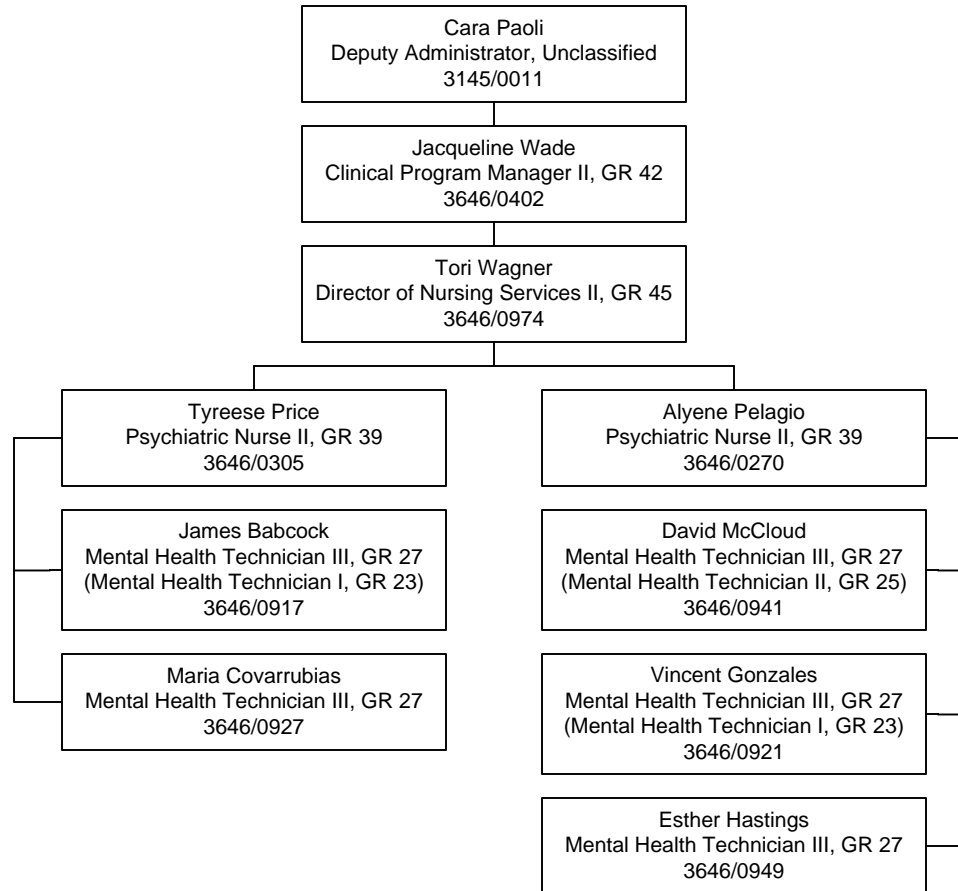 Cara Paoli
Deputy Administrator, Unclassified
3145/0011
Jacqueline Wade
Clinical Program Manager II, GR 42
3646/0402
Tori Wagner
Director of Nursing Services II, GR 45
3646/0974
Tyreese Price
Psychiatric Nurse II, GR 39
3646/0305
James Babcock
Mental Health Technician III, GR 27
(Mental Health Technician I, GR 23)
3646/0917
Maria Covarrubias
Mental Health Technician III, GR 27
3646/0927
Alyene Pelagio
Psychiatric Nurse II, GR 39
3646/0270
David McCloud
Mental Health Technician III, GR 27
(Mental Health Technician II, GR 25)
3646/0941
Vincent Gonzales
Mental Health Technician III, GR 27
(Mental Health Technician I, GR 23)
3646/0921
Esther Hastings
Mental Health Technician III, GR 27
3646/0949